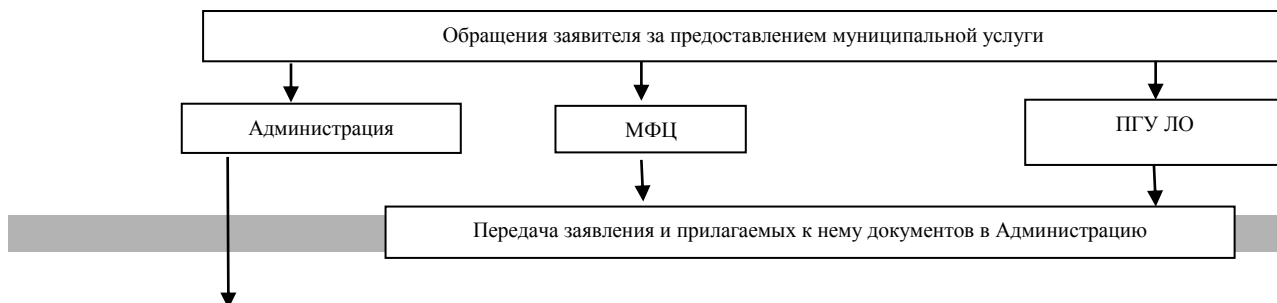 Обращения заявителя за предоставлением муниципальной услуги
Администрация
МФЦ
ПГУ ЛО
Передача заявления и прилагаемых к нему документов в Администрацию